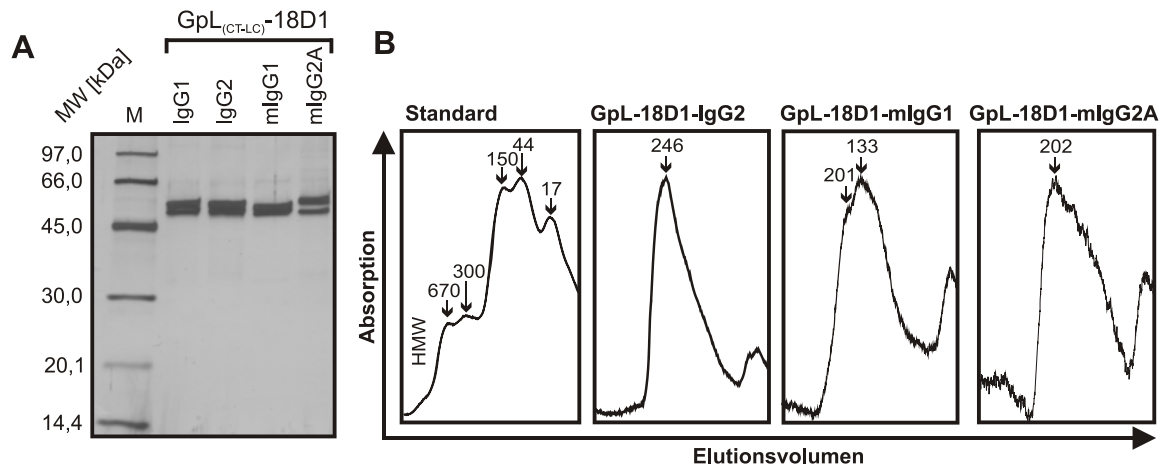 A
GpL(CT-LC)-18D1
MW [kDa]
M
IgG1
IgG2
mIgG1
mIgG2A
97,0
66,0
45,0
30,0
20,1
14,4
B
Standard
GpL-18D1-IgG2
GpL-18D1-mIgG1
GpL-18D1-mIgG2A
HMW
670
300
150
44
17
246
201
133
202
Absorption
Elutionsvolumen